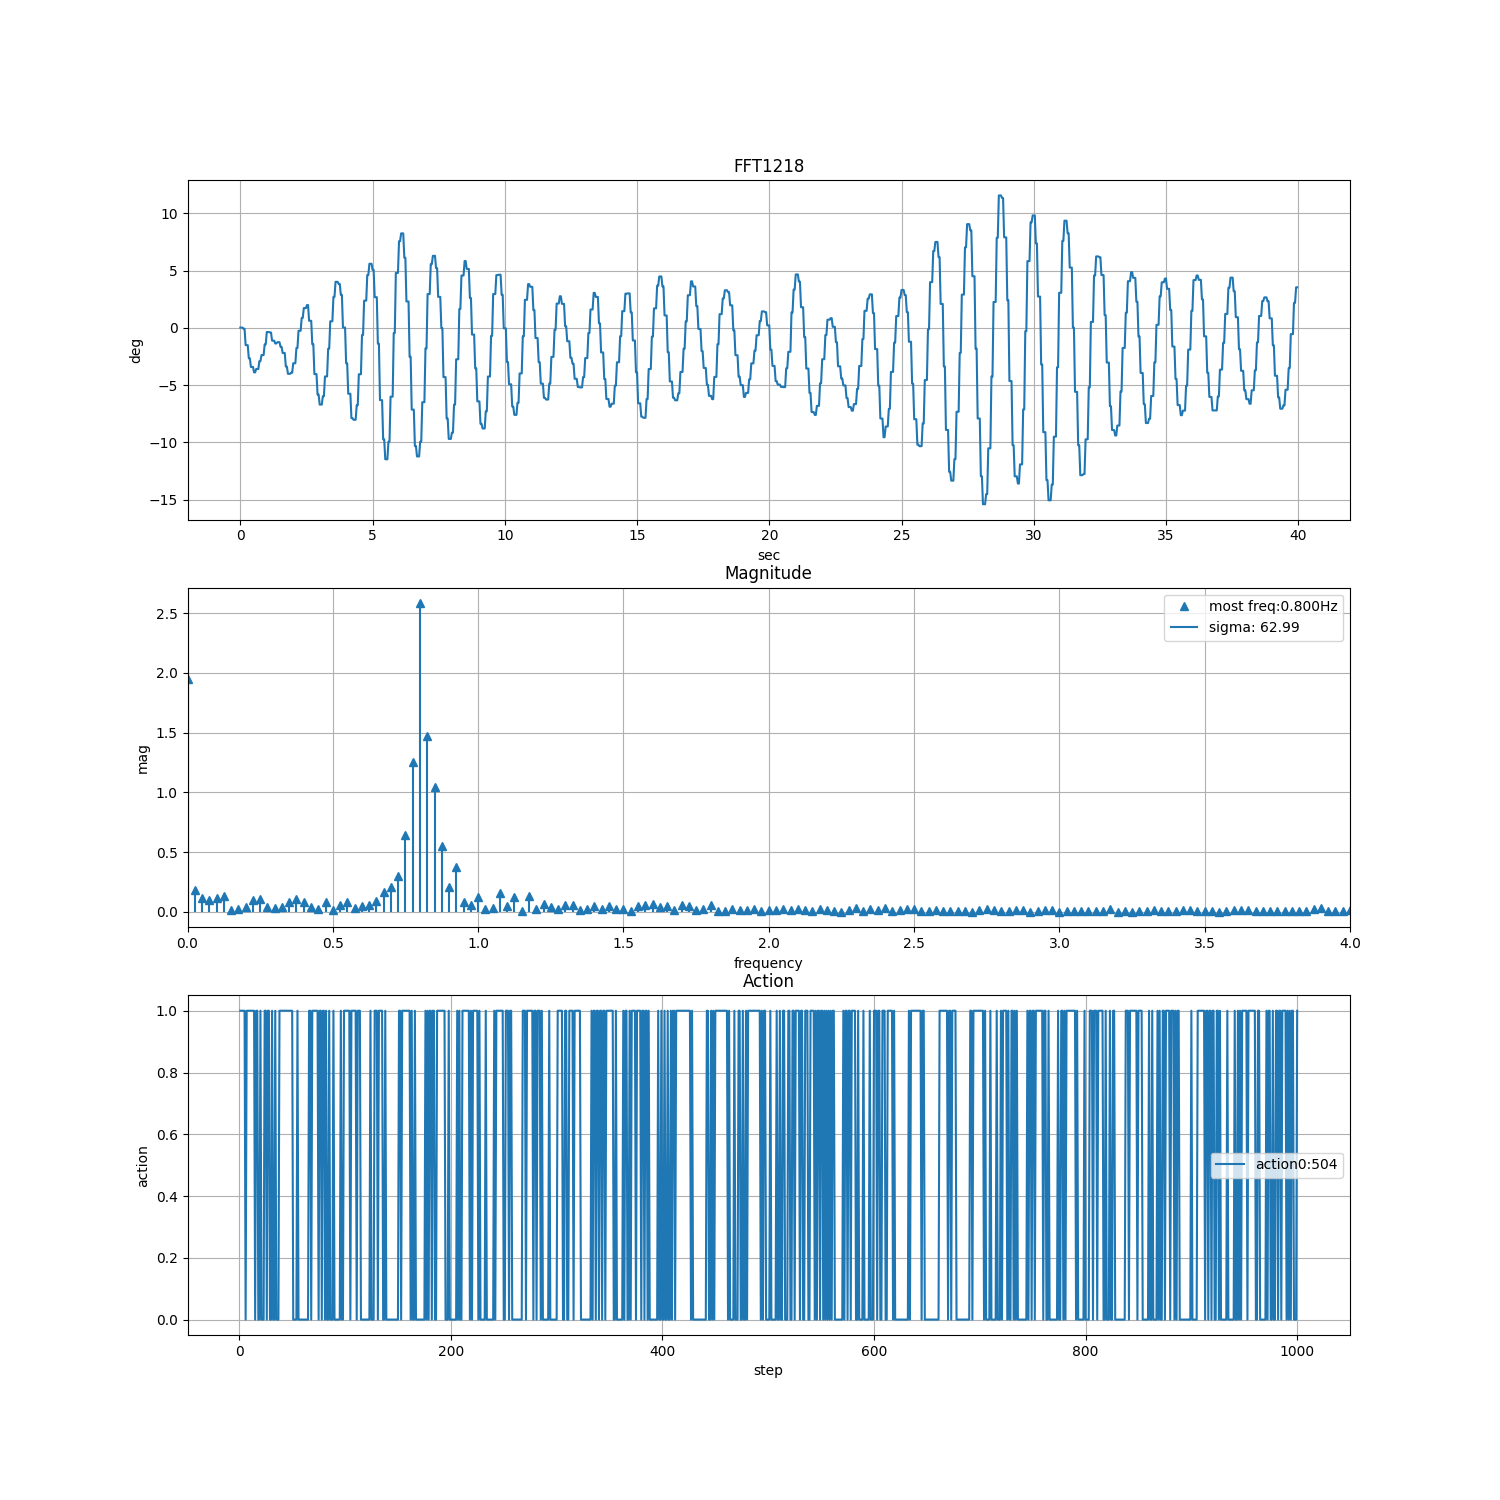 FFT1218
10
5
0
−5
−10
−15
deg
0 5 10 15 20 25 30 35 40
sec
Magnitude
2.5
2.0
1.5
1.0
0.5
0.0
mag
most freq:0.800Hz
sigma: 62.99
0.0 0.5 1.0 1.5 2.0 2.5 3.0 3.5 4.0
frequency
Action
1.0
0.8
0.6
0.4
0.2
0.0
action
action0:504
0 200 400 600 800 1000
step